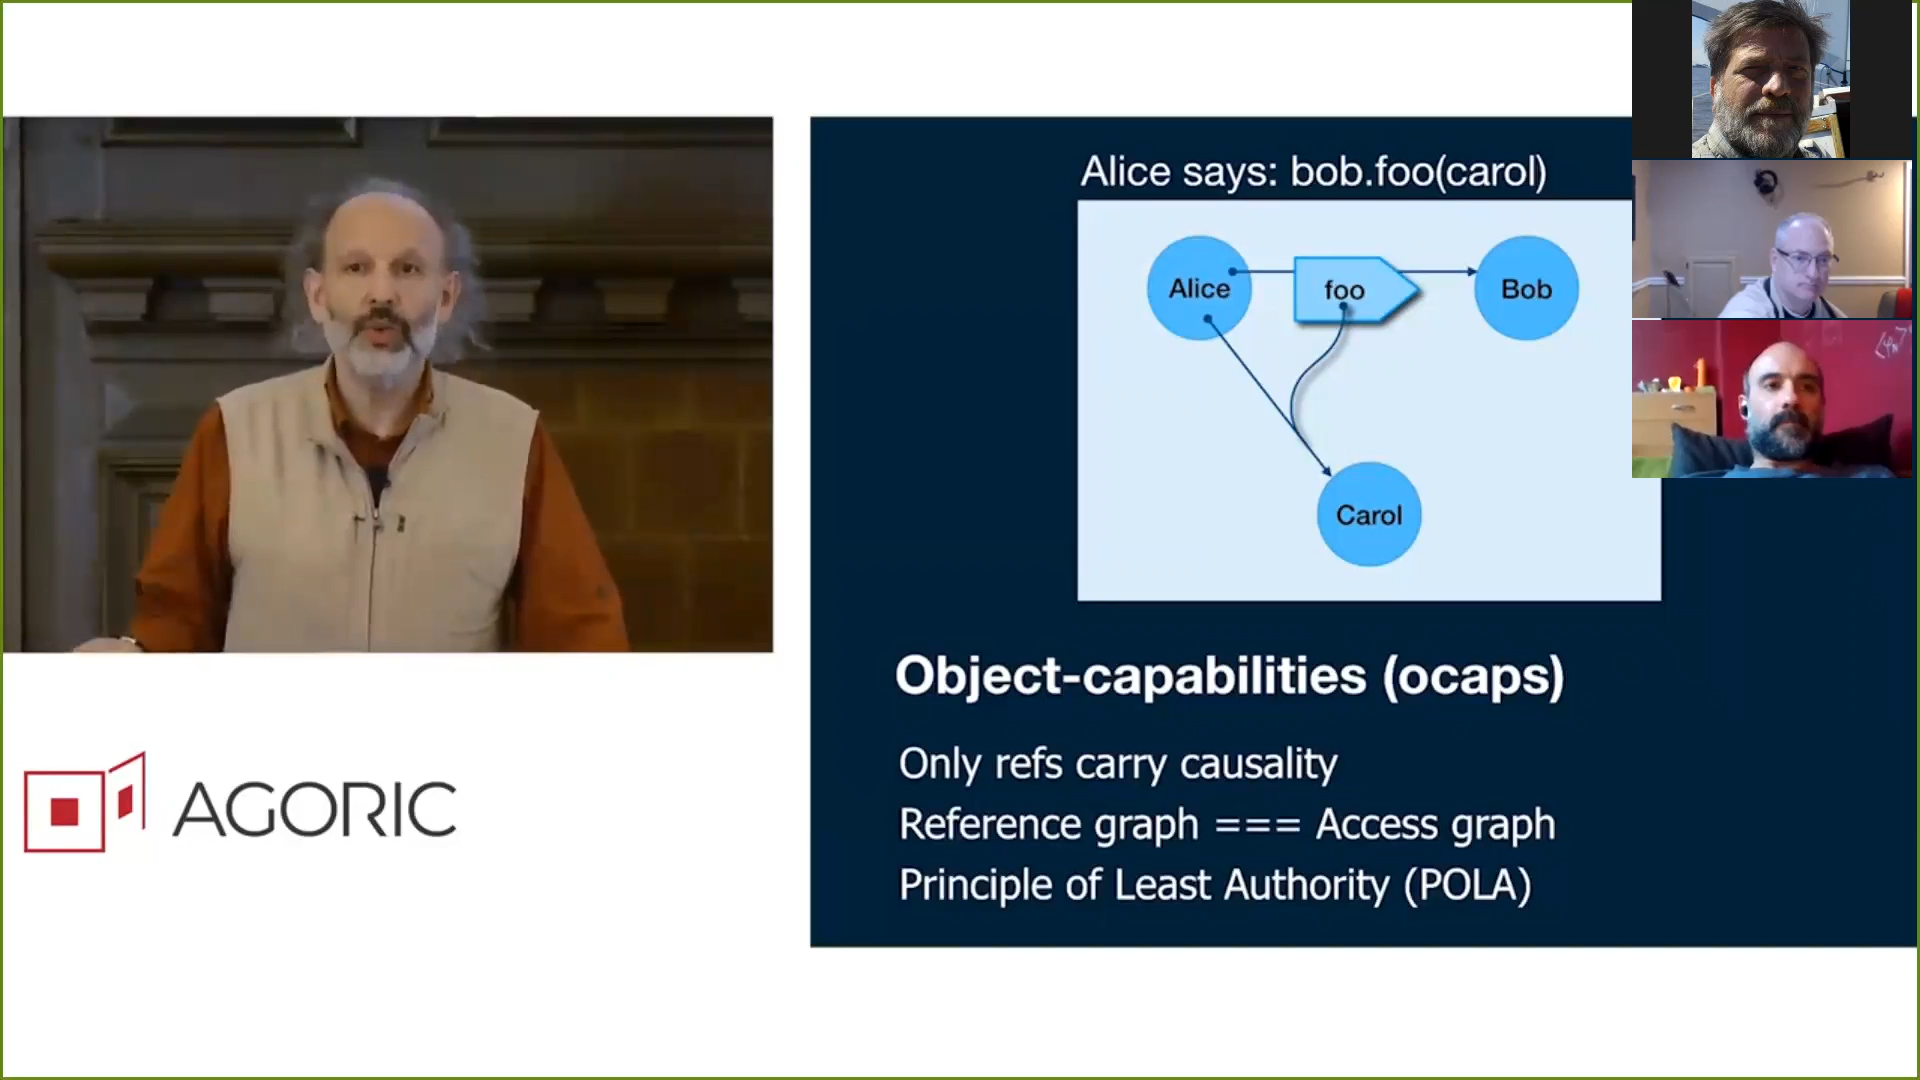 Alice says: bob.foo(carol)
Alice
foo
Bob
Carol
Object-capabilities (ocaps)
Only refs carry causality
Reference graph === Access graph
Principle of Least Authority (POLA)
AGORIC